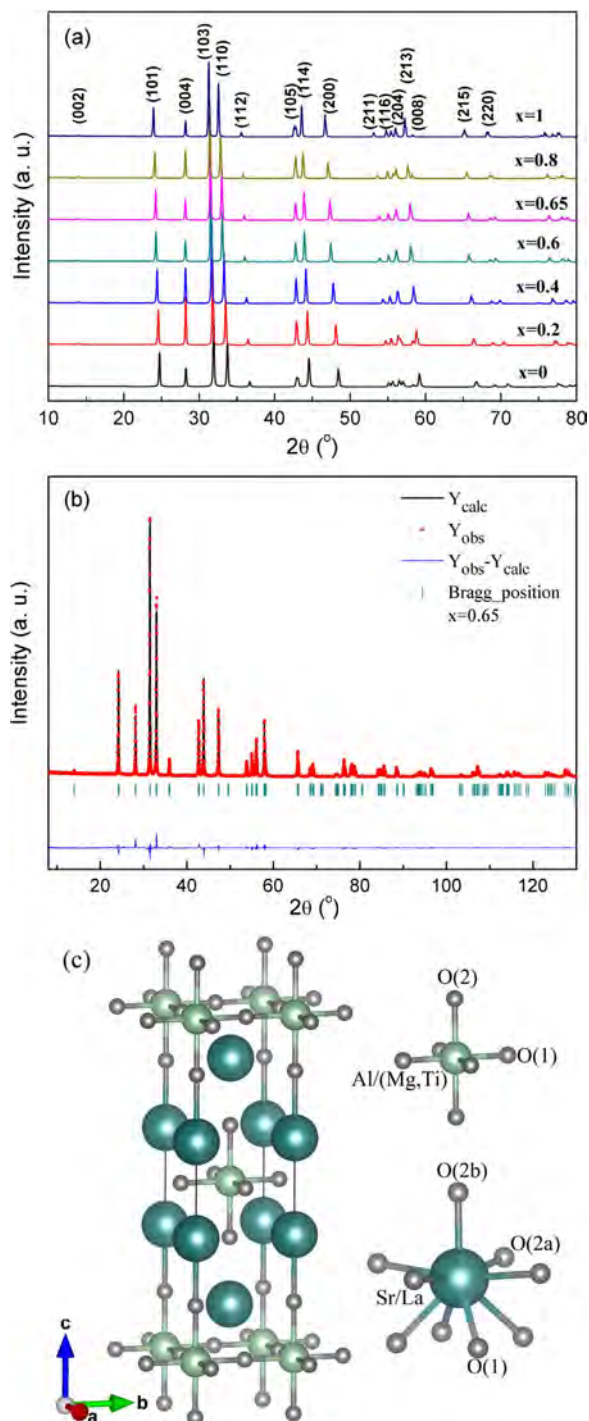 (a)
(002)
(101)
(004)
(103)
(110)
(112)
(105)
(114)
(200)
(211)
(116)
(204)
(213)
(008)
(215)
(220)
x=1
x=0.8
x=0.65
x=0.6
x=0.4
x=0.2
x=0
Intensity (a. u.)
10 20 30 40 50 60 70 80
2θ (°)
(b)
Y_calc
Y_obs
Y_obs-Y_calc
Bragg_position
x=0.65
Intensity (a. u.)
20 40 60 80 100 120
2θ (°)
(c)
O(2)
O(1)
Al/(Mg,Ti)
O(2b)
O(2a)
Sr/La
O(1)
c
b
a